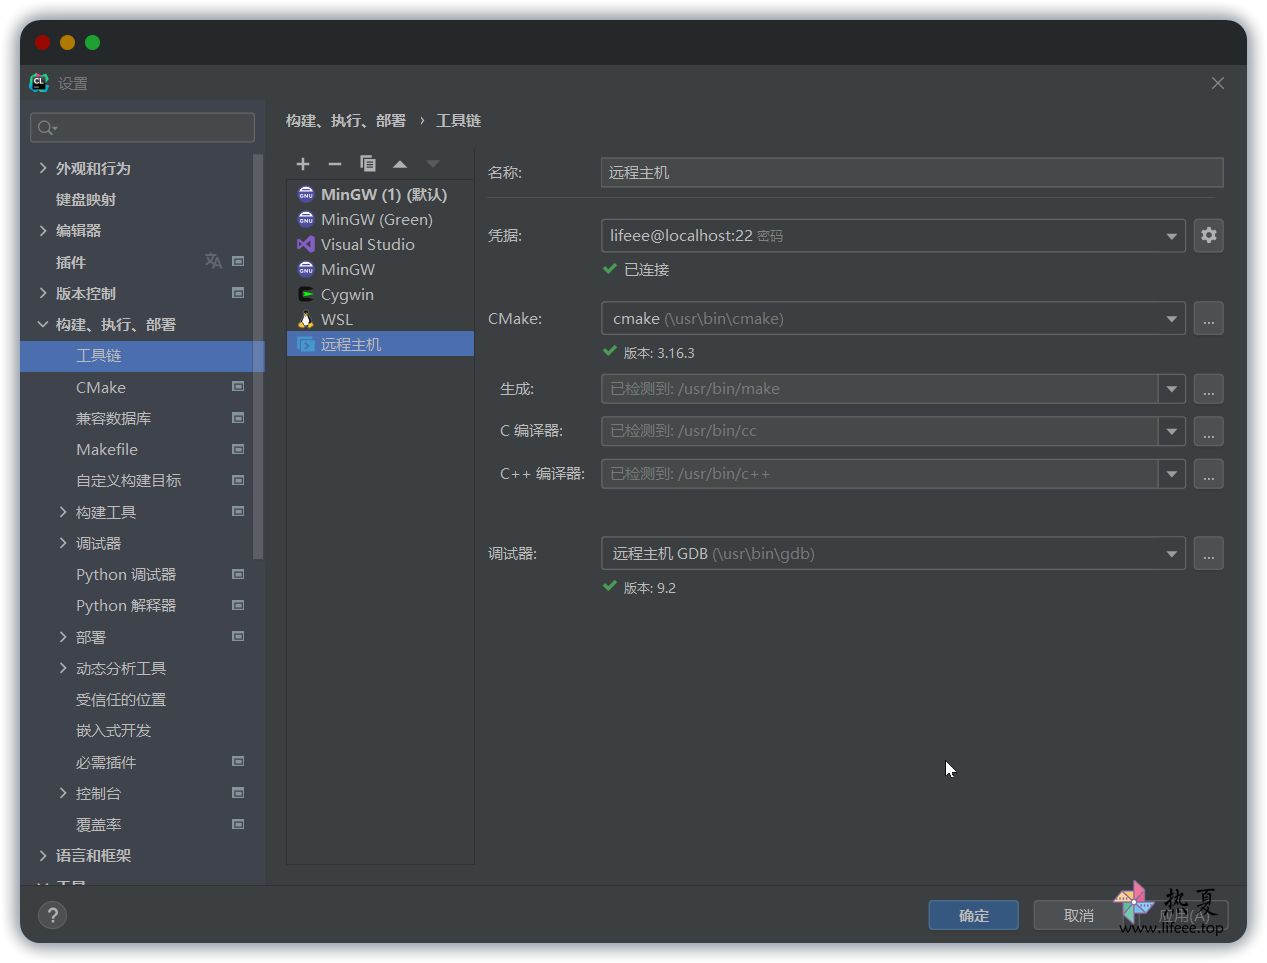 CL
设置
构建、执行、部署 › 工具链
外观和行为
键盘映射
编辑器
插件
版本控制
构建、执行、部署
工具链
CMake
兼容数据库
Makefile
自定义构建目标
构建工具
调试器
Python 调试器
Python 解释器
部署
动态分析工具
受信任的位置
嵌入式开发
必需插件
控制台
覆盖率
语言和框架
工具
MinGW (1) (默认)
MinGW (Green)
Visual Studio
MinGW
Cygwin
WSL
远程主机
名称: 远程主机
凭据: lifeee@localhost:22 密码
已连接
CMake: cmake (\usr\bin\cmake) ...
版本: 3.16.3
生成: 已检测到: /usr/bin/make ...
C 编译器: 已检测到: /usr/bin/cc ...
C++ 编译器: 已检测到: /usr/bin/c++ ...
调试器: 远程主机 GDB (\usr\bin\gdb) ...
版本: 9.2
?
确定 取消 应用(A)
热夏
www.lifeee.top